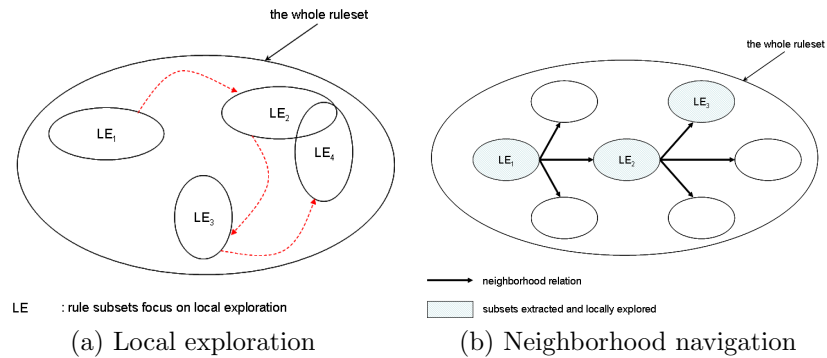 the whole ruleset
LE1
LE2
LE4
LE3
LE : rule subsets focus on local exploration
(a) Local exploration
the whole ruleset
LE3
LE1
LE2
neighborhood relation
subsets extracted and locally explored
(b) Neighborhood navigation